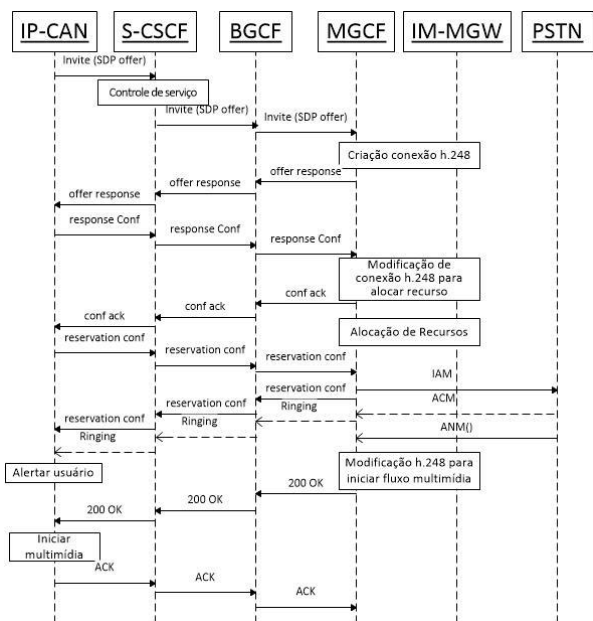 IP-CAN S-CSCF BGCF MGCF IM-MGW PSTN
Invite (SDP offer)
Controle de serviço
Invite (SDP offer)
Invite (SDP offer)
Criação conexão h.248
offer response
offer response
offer response
response Conf
response Conf
response Conf
Modificação de
conexão h.248 para
alocar recurso
conf ack
conf ack
conf ack
Alocação de Recursos
reservation conf
reservation conf
reservation conf
IAM
reservation conf
ACM
reservation conf
Ringing
reservation conf
Ringing
ANM()
Ringing
Modificação h.248 para
iniciar fluxo multimídia
Alertar usuário
200 OK
200 OK
200 OK
Iniciar
multimídia
ACK
ACK
ACK